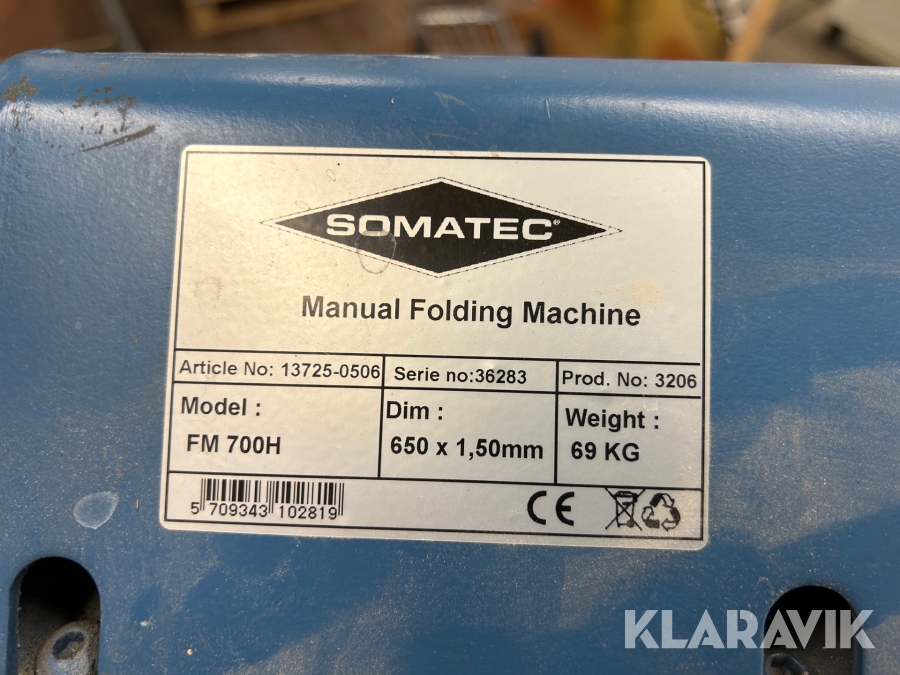 SOMATEC®
Manual Folding Machine
Article No: 13725-0506 Serie no:36283 Prod. No: 3206
Model : Dim : Weight :
FM 700H 650 x 1,50mm 69 KG
5 709343 102819 CE
KLARAVIK